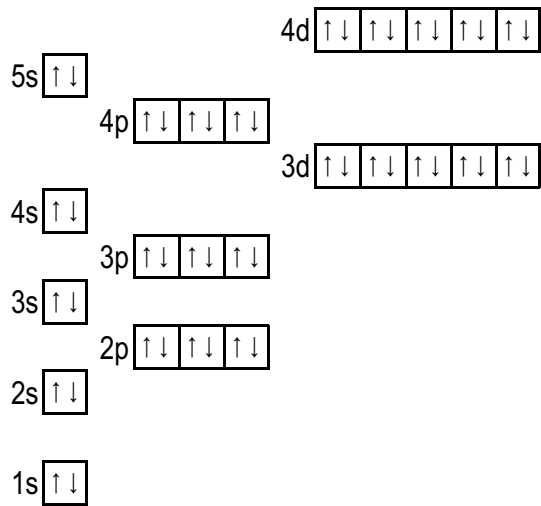 4d ↑↓ ↑↓ ↑↓ ↑↓ ↑↓
5s ↑↓
4p ↑↓ ↑↓ ↑↓
3d ↑↓ ↑↓ ↑↓ ↑↓ ↑↓
4s ↑↓
3p ↑↓ ↑↓ ↑↓
3s ↑↓
2p ↑↓ ↑↓ ↑↓
2s ↑↓
1s ↑↓